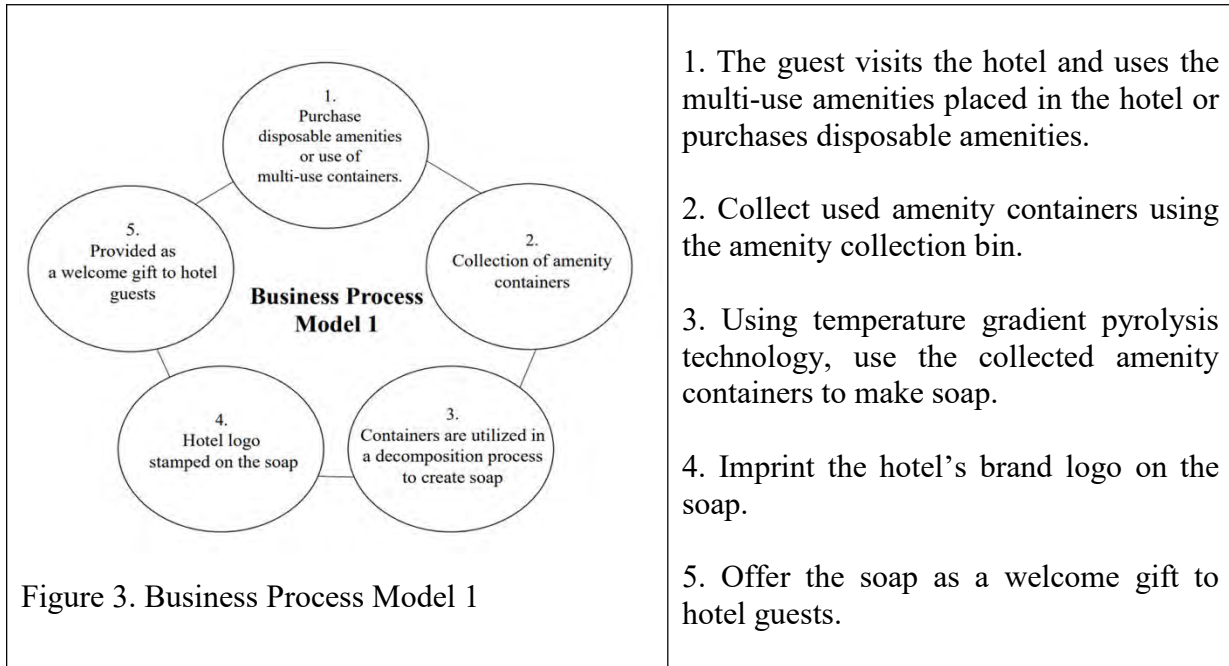 1.
Purchase
disposable amenities
or use of
multi-use containers.
2.
Collection of amenity
containers
3.
Containers are utilized in
a decomposition process
to create soap
4.
Hotel logo
stamped on the soap
5.
Provided as
a welcome gift to hotel
guests
Business Process
Model 1
Figure 3. Business Process Model 1
1. The guest visits the hotel and uses the
multi-use amenities placed in the hotel or
purchases disposable amenities.
2. Collect used amenity containers using
the amenity collection bin.
3. Using temperature gradient pyrolysis
technology, use the collected amenity
containers to make soap.
4. Imprint the hotel's brand logo on the
soap.
5. Offer the soap as a welcome gift to
hotel guests.